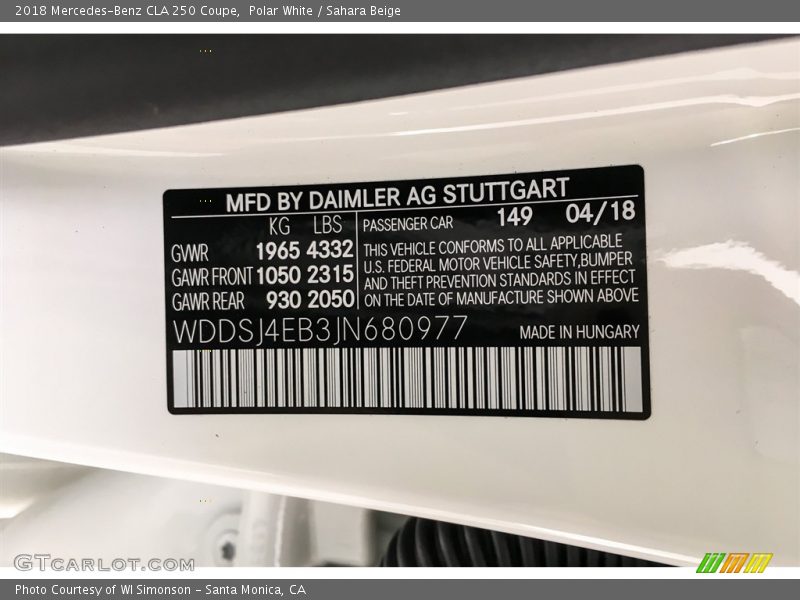 2018 Mercedes-Benz CLA 250 Coupe,  Polar White / Sahara Beige
MFD BY DAIMLER AG STUTTGART
KG LBS
GVWR 1965 4332
GAWR FRONT 1050 2315
GAWR REAR 930 2050
PASSENGER CAR 149 04/18
THIS VEHICLE CONFORMS TO ALL APPLICABLE
U.S. FEDERAL MOTOR VEHICLE SAFETY,BUMPER
AND THEFT PREVENTION STANDARDS IN EFFECT
ON THE DATE OF MANUFACTURE SHOWN ABOVE
WDDSJ4EB3JN680977
MADE IN HUNGARY
GTCARLOT.COM
Photo Courtesy of WI Simonson - Santa Monica, CA